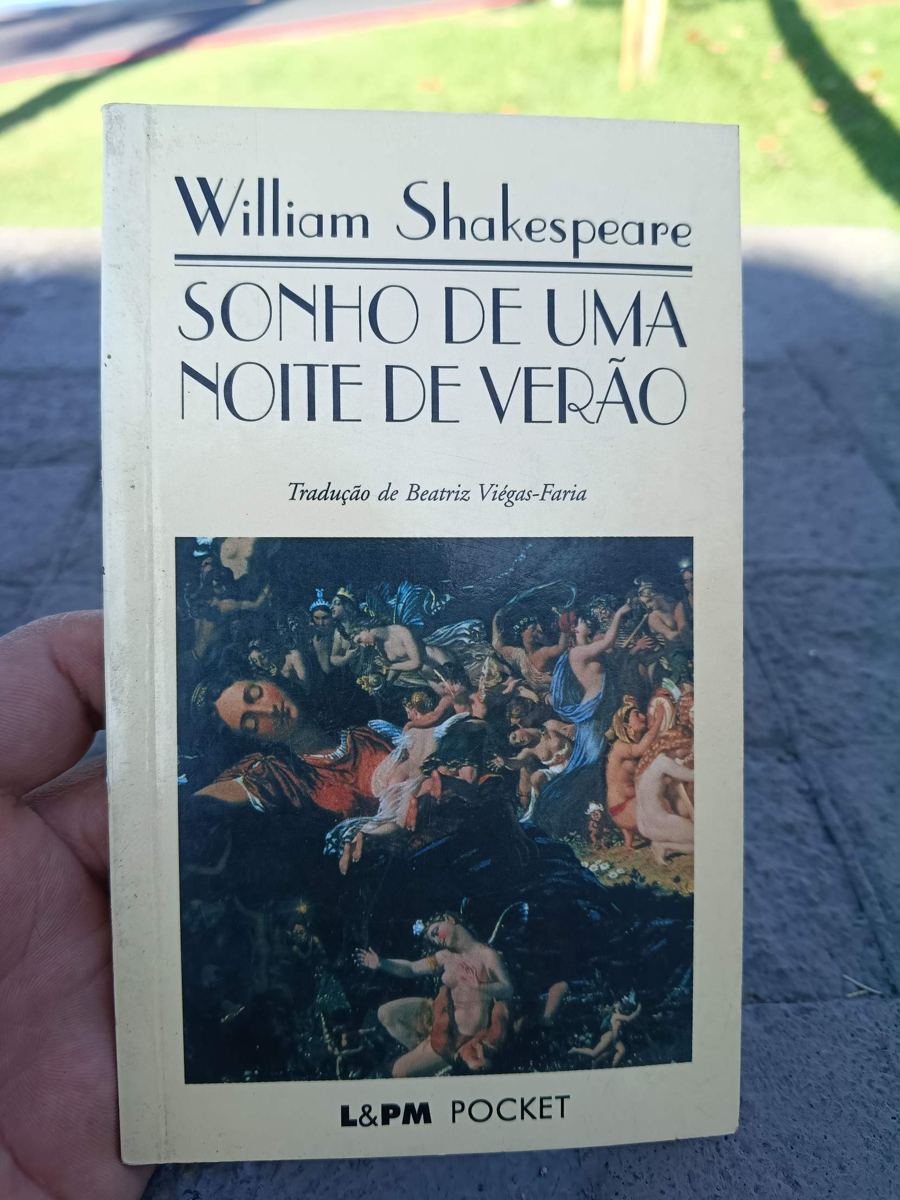 William Shakespeare
SONHO DE UMA
NOITE DE VERÃO
Tradução de Beatriz Viégas-Faria
L&PM POCKET